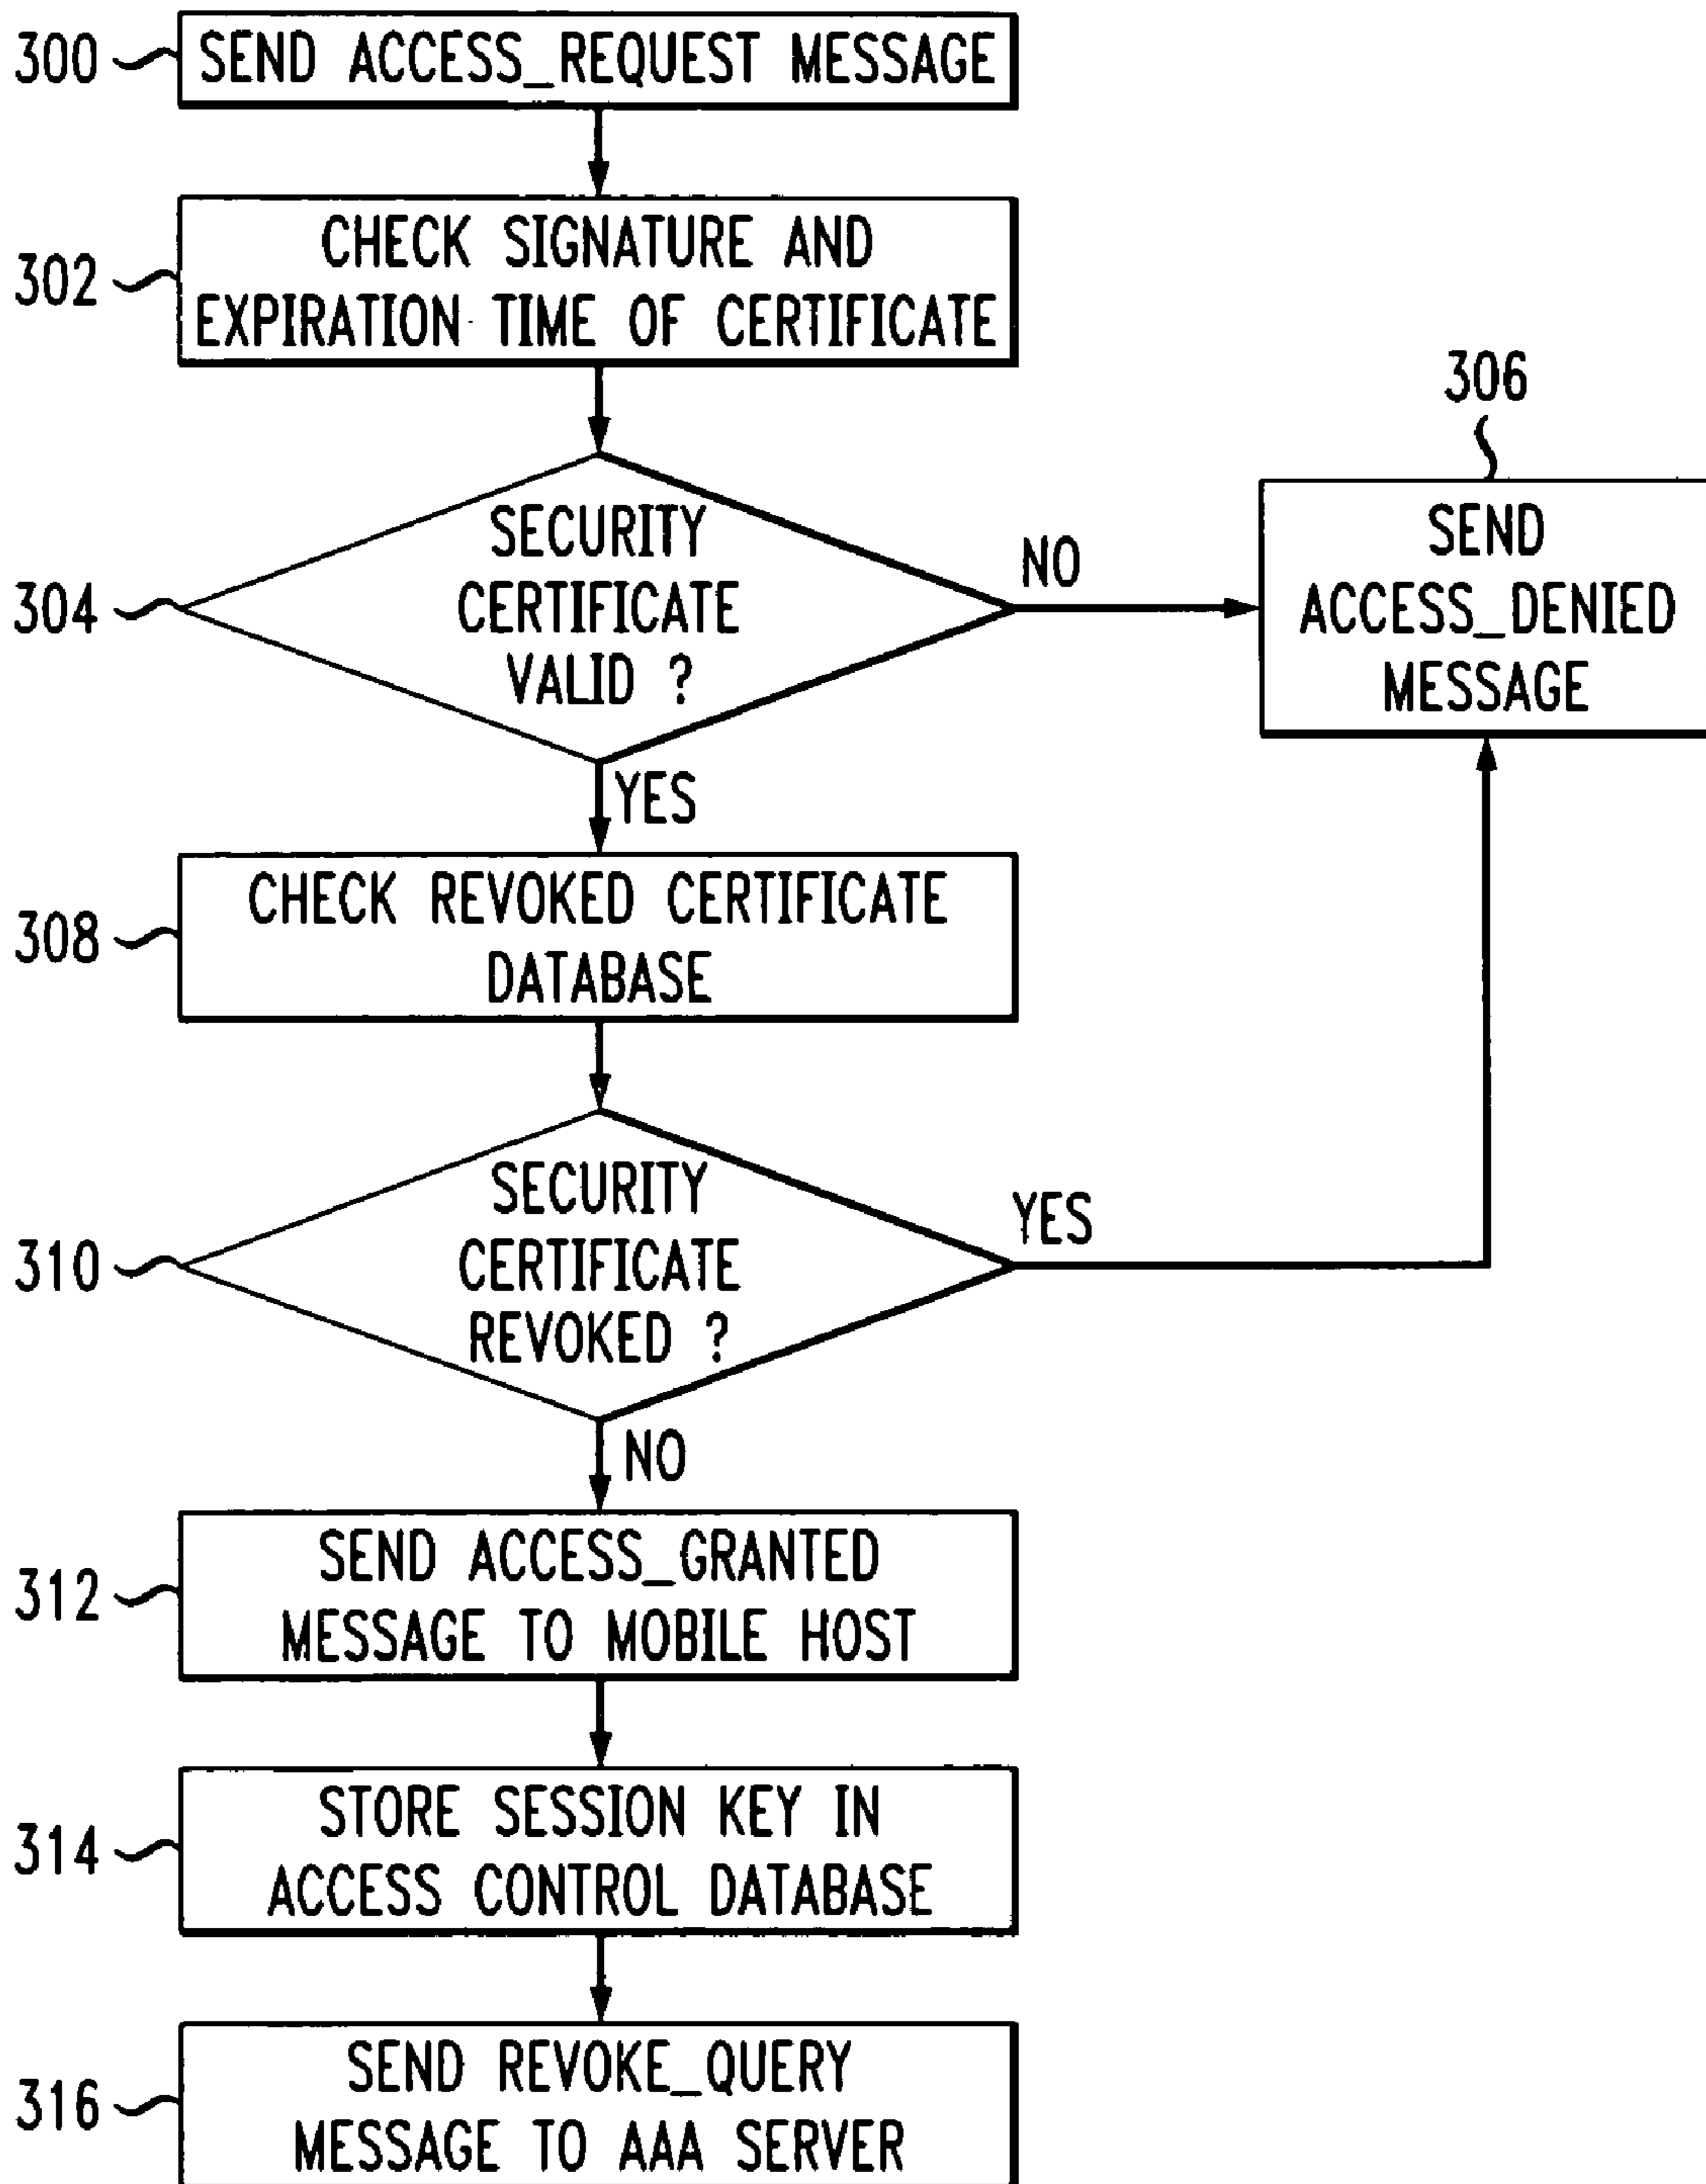 300
SEND ACCESS_REQUEST MESSAGE
302
CHECK SIGNATURE AND
EXPIRATION TIME OF CERTIFICATE
304
SECURITY
CERTIFICATE
VALID ?
NO
306
SEND
ACCESS_DENIED
MESSAGE
YES
308
CHECK REVOKED CERTIFICATE
DATABASE
310
SECURITY
CERTIFICATE
REVOKED ?
YES
NO
312
SEND ACCESS_GRANTED
MESSAGE TO MOBILE HOST
314
STORE SESSION KEY IN
ACCESS CONTROL DATABASE
316
SEND REVOKE_QUERY
MESSAGE TO AAA SERVER